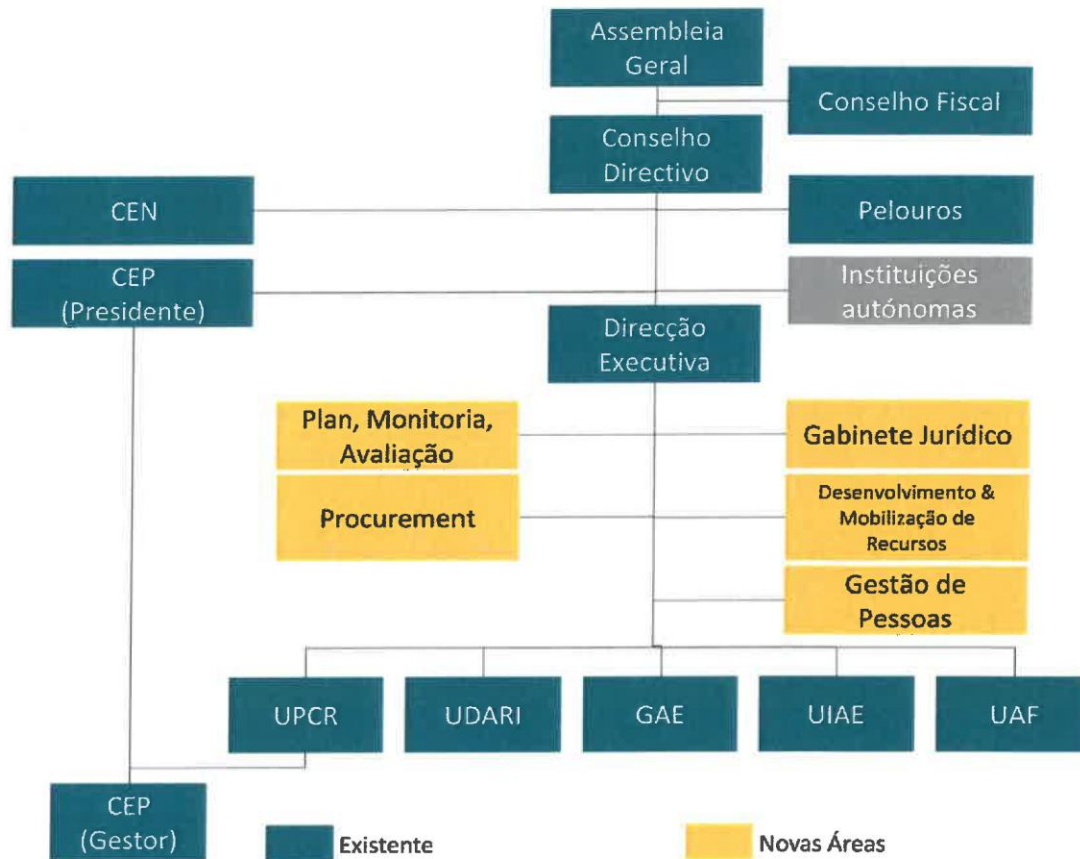 Assembleia
Geral
Conselho Fiscal
Conselho
Directivo
CEN
Pelouros
CEP
(Presidente)
Instituições
autónomas
Direcção
Executiva
Plan, Monitoria,
Avaliação
Gabinete Jurídico
Procurement
Desenvolvimento &
Mobilização de
Recursos
Gestão de
Pessoas
UPCR
UDARI
GAE
UIAE
UAF
CEP
(Gestor)
Existente
Novas Áreas